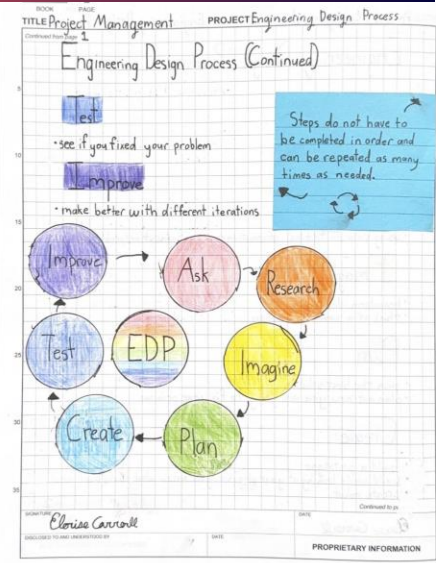 BOOK PAGE
TITLE Project Management PROJECT Engineering Design Process
Continued from page 1
Engineering Design Process (Continued)
5
Test
• see if you fixed your problem
10
Improve
• make better with different iterations
Steps do not have to
be completed in order and
can be repeated as many
times as needed.
15
Improve
Ask
Research
20
Test
EDP
Imagine
25
Create
Plan
30
35
Continued to page
SIGNATURE Eloise Carroll DATE
DISCLOSED TO AND UNDERSTOOD BY DATE
PROPRIETARY INFORMATION